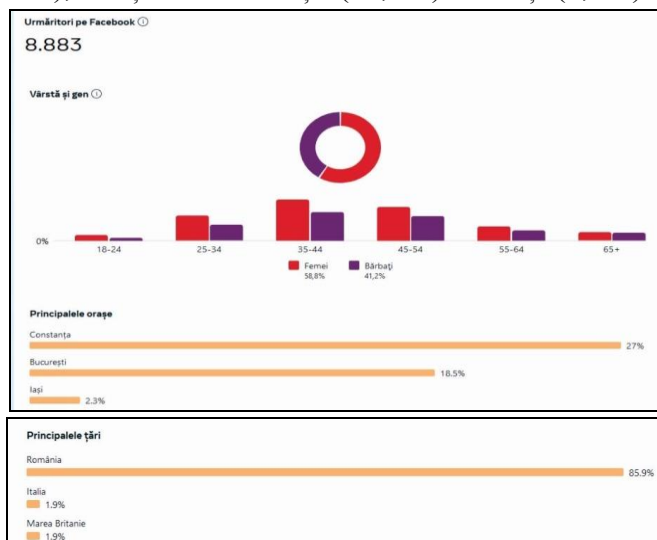 Urmăritori pe Facebook
8.883
Vârstă și gen
0%
18-24 25-34 35-44 45-54 55-64 65+
Femei Bărbați
58,8% 41,2%
Principalele orașe
Constanța
27%
București
18.5%
Iași
2.3%
Principalele țări
România
85.9%
Italia
1.9%
Marea Britanie
1.9%